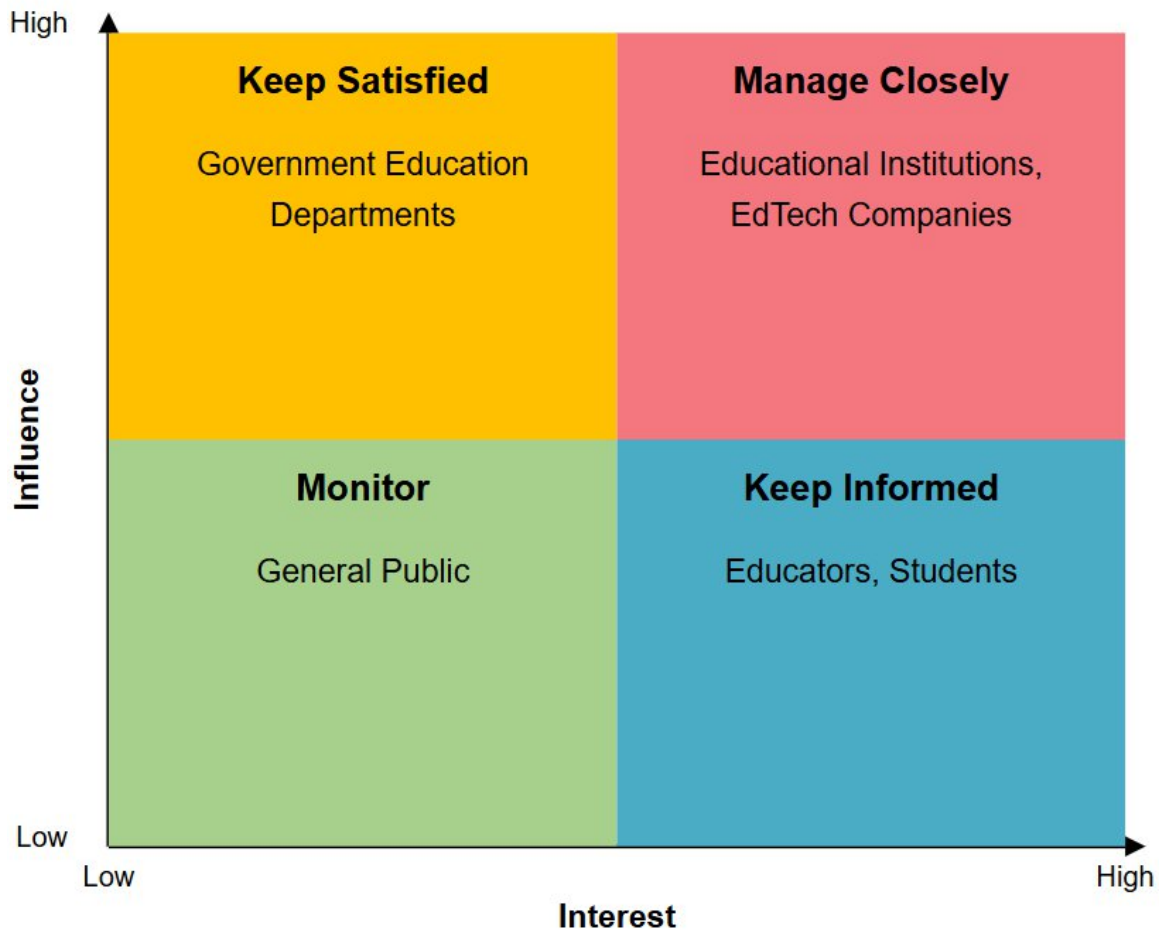 High
Keep Satisfied
Government Education
Departments
Manage Closely
Educational Institutions,
EdTech Companies
Influence
Monitor
General Public
Keep Informed
Educators, Students
Low
Low
High
Interest